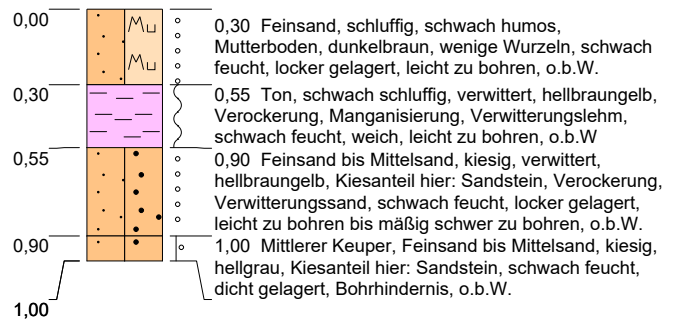 0,00
Mu
Mu
0,30 Feinsand, schluffig, schwach humos,
Mutterboden, dunkelbraun, wenige Wurzeln, schwach
feucht, locker gelagert, leicht zu bohren, o.b.W.
0,30
0,55 Ton, schwach schluffig, verwittert, hellbraungelb,
Verockerung, Manganisierung, Verwitterungslehm,
schwach feucht, weich, leicht zu bohren, o.b.W
0,55
0,90 Feinsand bis Mittelsand, kiesig, verwittert,
hellbraungelb, Kiesanteil hier: Sandstein, Verockerung,
Verwitterungssand, schwach feucht, locker gelagert,
leicht zu bohren bis mäßig schwer zu bohren, o.b.W.
0,90
1,00 Mittlerer Keuper, Feinsand bis Mittelsand, kiesig,
hellgrau, Kiesanteil hier: Sandstein, schwach feucht,
dicht gelagert, Bohrhindernis, o.b.W.
1,00